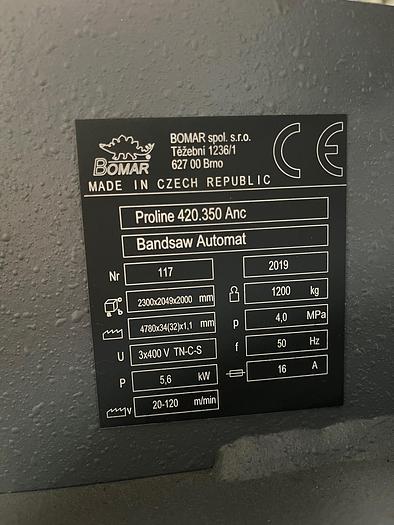 BOMAR
BOMAR spol. s.r.o.
Těžební 1236/1
627 00 Brno
CE
MADE IN CZECH REPUBLIC
Proline 420.350 Anc
Bandsaw Automat
Nr 117 2019
2300x2049x2000 mm 1200 kg
4780x34(32)x1,1 mm p 4,0 MPa
U 3x400 V TN-C-S f 50 Hz
P 5,6 kW 16 A
v 20-120 m/min